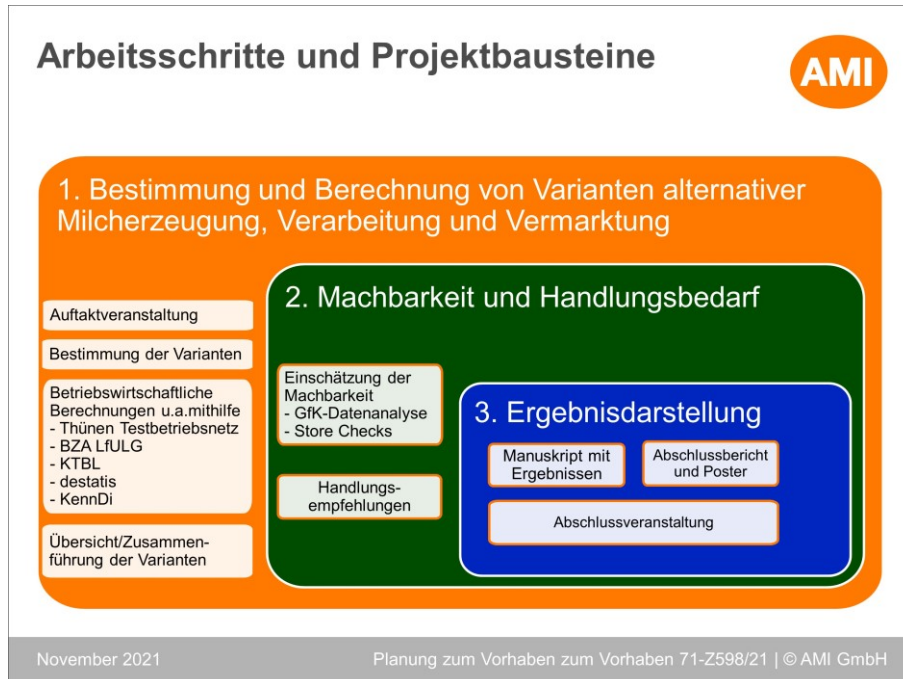 Arbeitsschritte und Projektbausteine
AMI
1. Bestimmung und Berechnung von Varianten alternativer
Milcherzeugung, Verarbeitung und Vermarktung
Auftaktveranstaltung
Bestimmung der Varianten
Betriebswirtschaftliche
Berechnungen u.a.mithilfe
- Thünen Testbetriebsnetz
- BZA LfULG
- KTBL
- destatis
- KennDi
Übersicht/Zusammen-
führung der Varianten
2. Machbarkeit und Handlungsbedarf
Einschätzung der
Machbarkeit
- GfK-Datenanalyse
- Store Checks
Handlungs-
empfehlungen
3. Ergebnisdarstellung
Manuskript mit
Ergebnissen
Abschlussbericht
und Poster
Abschlussveranstaltung
November 2021
Planung zum Vorhaben zum Vorhaben 71-Z598/21 | © AMI GmbH